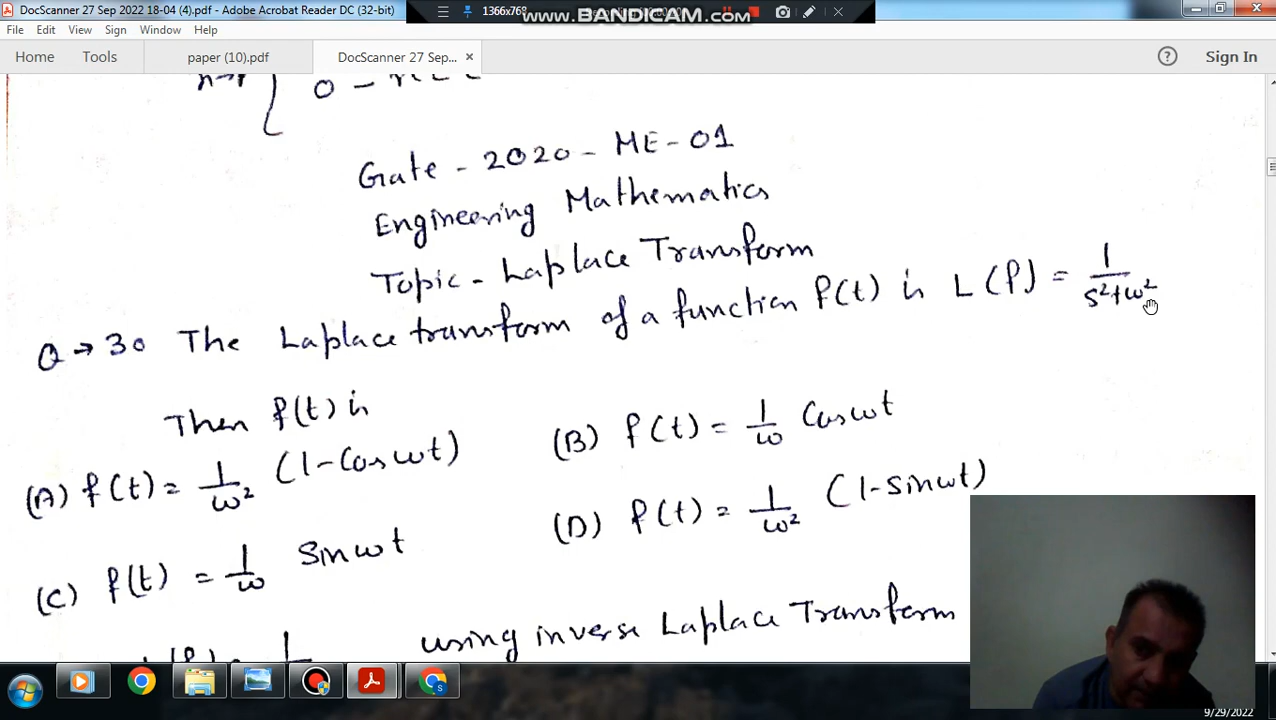 DocScanner 27 Sep 2022 18-04 (4).pdf - Adobe Acrobat Reader DC (32-bit)
1366x768
www.BANDICAM.com
File Edit View Sign Window Help
Home Tools paper (10).pdf DocScanner 27 Sep... × Sign In
Gate - 2020 - ME - 01
Engineering Mathematics
Topic - Laplace Transform
Q → 30 The Laplace transform of a function f(t) is L(f) = 1/(s²+ω²)
Then f(t) is
(A) f(t) = 1/ω² (1-Cosωt) (B) f(t) = 1/ω Cosωt
(C) f(t) = 1/ω Sinωt (D) f(t) = 1/ω² (1-Sinωt)
using inverse Laplace Transform
9/29/2022